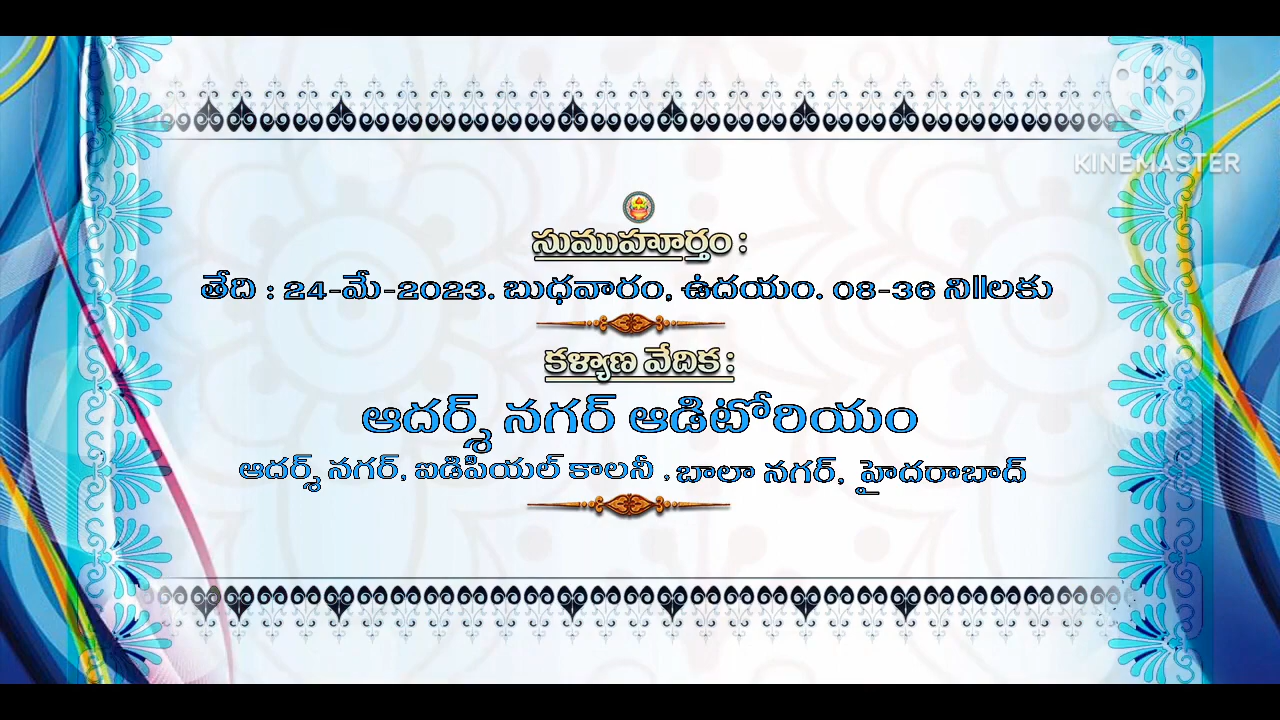 KINEMASTER
సుముహూర్తం :
తేది : 24-మే-2023. బుధవారం, ఉదయం. 08-36 ని||లకు
కళ్యాణ వేదిక :
ఆదర్శ్ నగర్ ఆడిటోరియం
ఆదర్శ్ నగర్, ఐడిపియల్ కాలనీ , బాలా నగర్, హైదరాబాద్